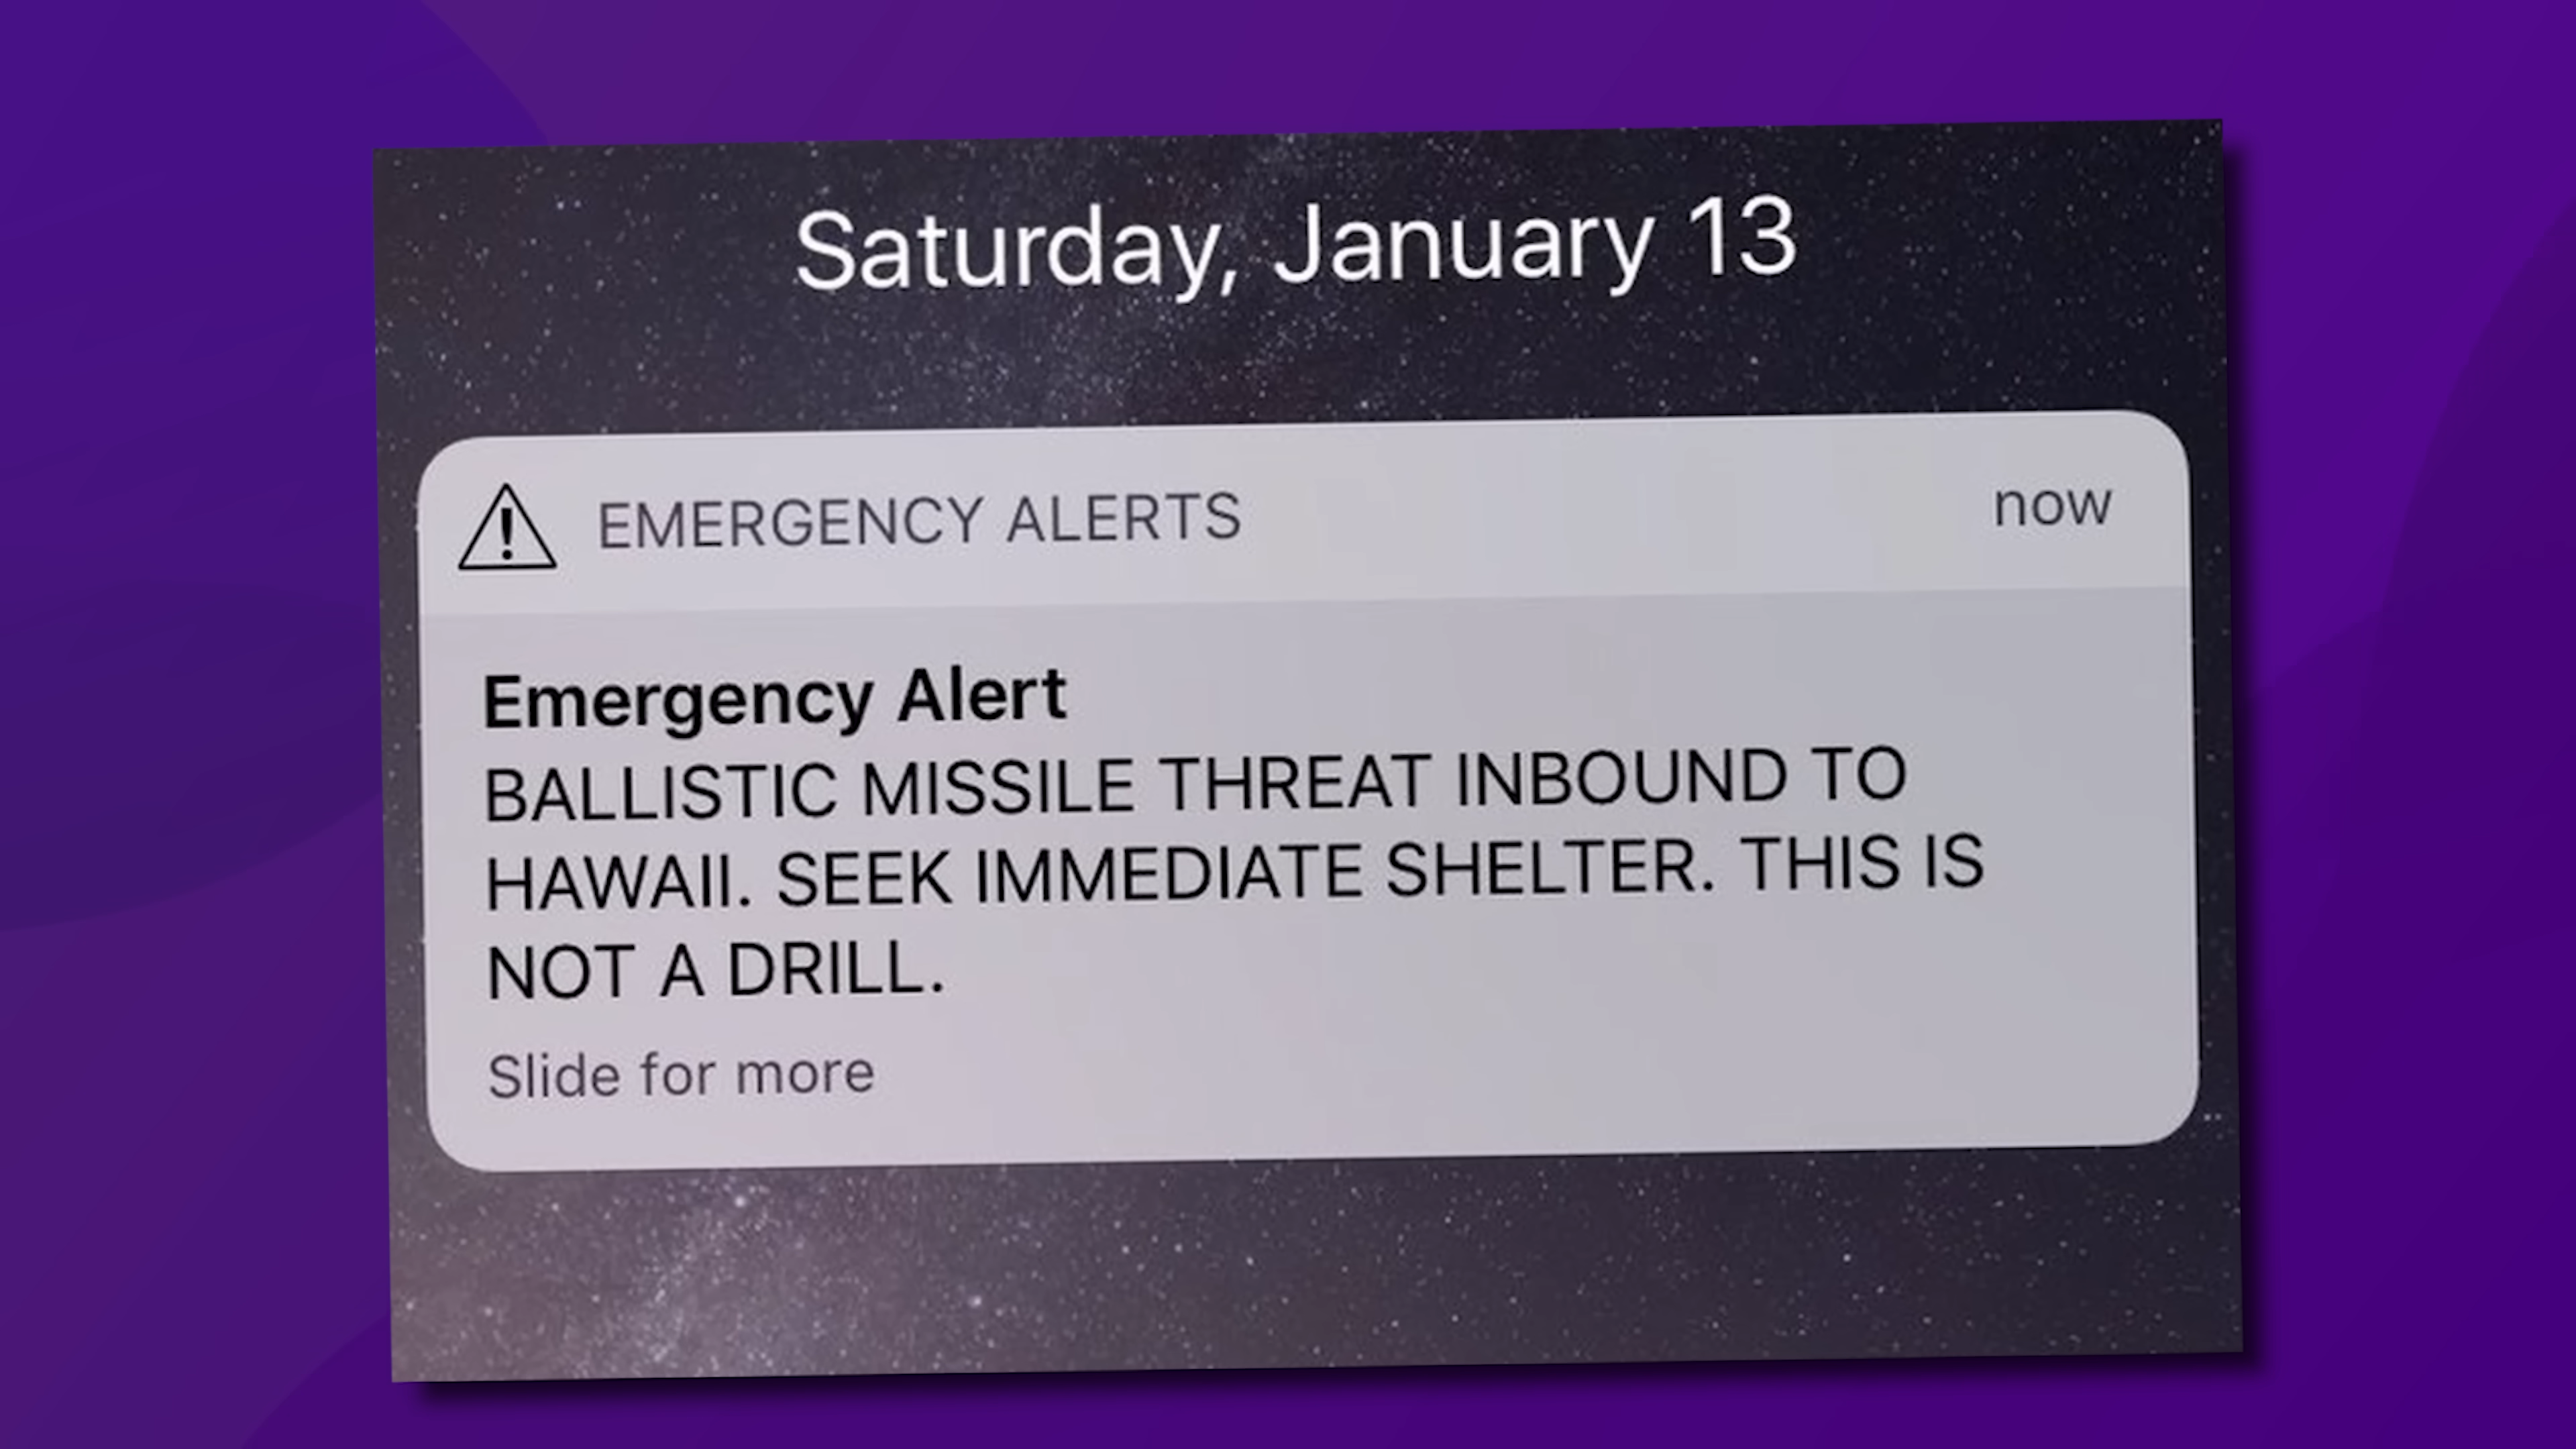 Saturday, January 13
EMERGENCY ALERTS
now
Emergency Alert
BALLISTIC MISSILE THREAT INBOUND TO
HAWAII. SEEK IMMEDIATE SHELTER. THIS IS
NOT A DRILL.
Slide for more